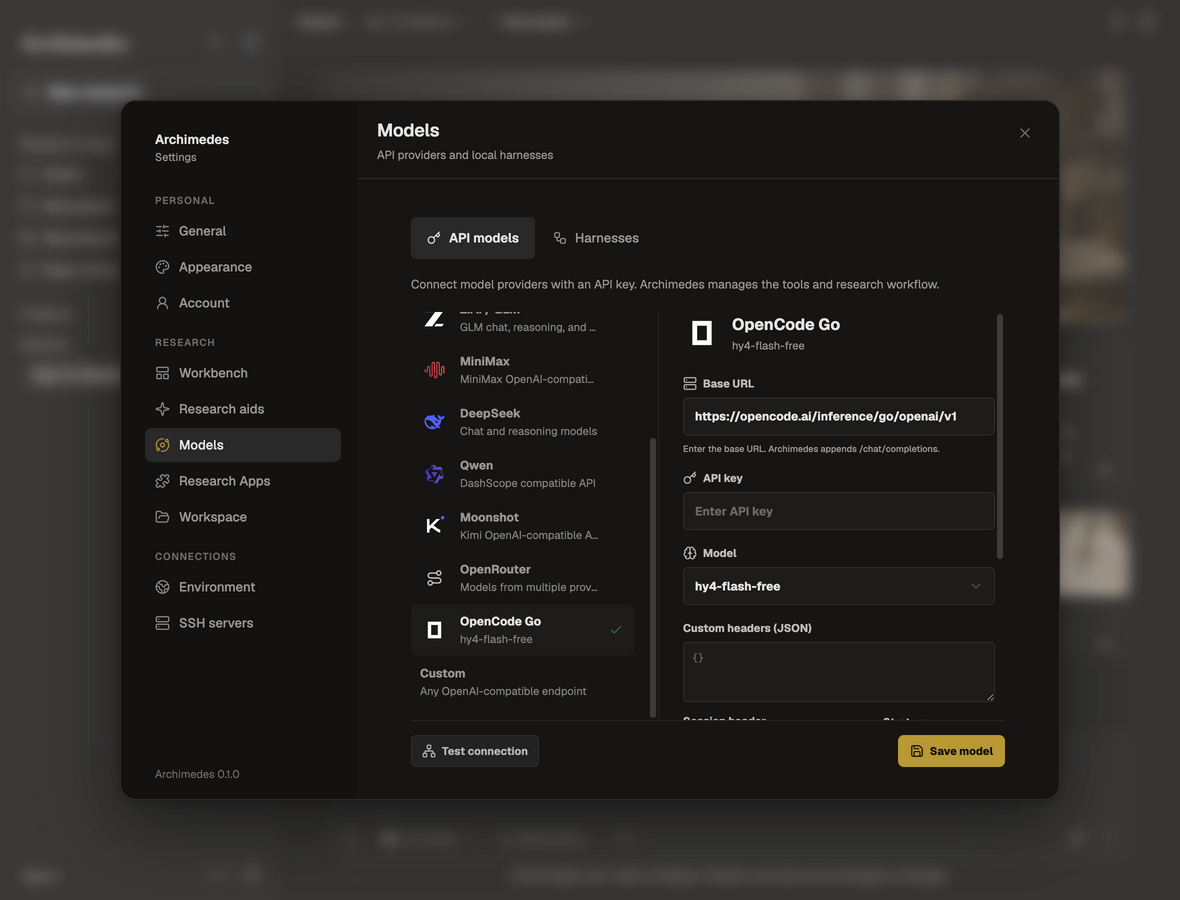 Archimedes
Settings
PERSONAL
General
Appearance
Account
RESEARCH
Workbench
Research aids
Models
Research Apps
Workspace
CONNECTIONS
Environment
SSH servers
Archimedes 0.1.0
Models
API providers and local harnesses
API models
Harnesses
Connect model providers with an API key. Archimedes manages the tools and research workflow.
GLM chat, reasoning, and ...
MiniMax
MiniMax OpenAI-compati...
DeepSeek
Chat and reasoning models
Qwen
DashScope compatible API
Moonshot
Kimi OpenAI-compatible A...
OpenRouter
Models from multiple prov...
OpenCode Go
hy4-flash-free
Custom
Any OpenAI-compatible endpoint
OpenCode Go
hy4-flash-free
Base URL
https://opencode.ai/inference/go/openai/v1
Enter the base URL. Archimedes appends /chat/completions.
API key
Enter API key
Model
hy4-flash-free
Custom headers (JSON)
{}
Session header
Test connection
Save model